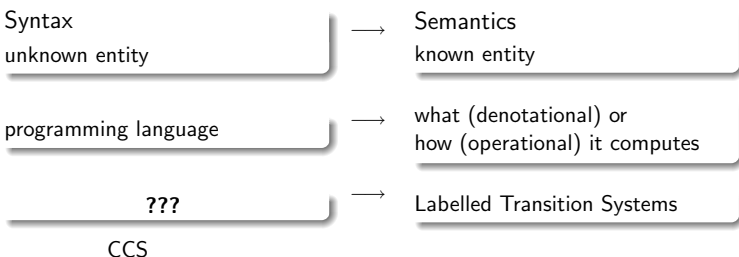 Syntax → Semantics
unknown entity known entity
programming language → what (denotational) or
how (operational) it computes
??? → Labelled Transition Systems
CCS